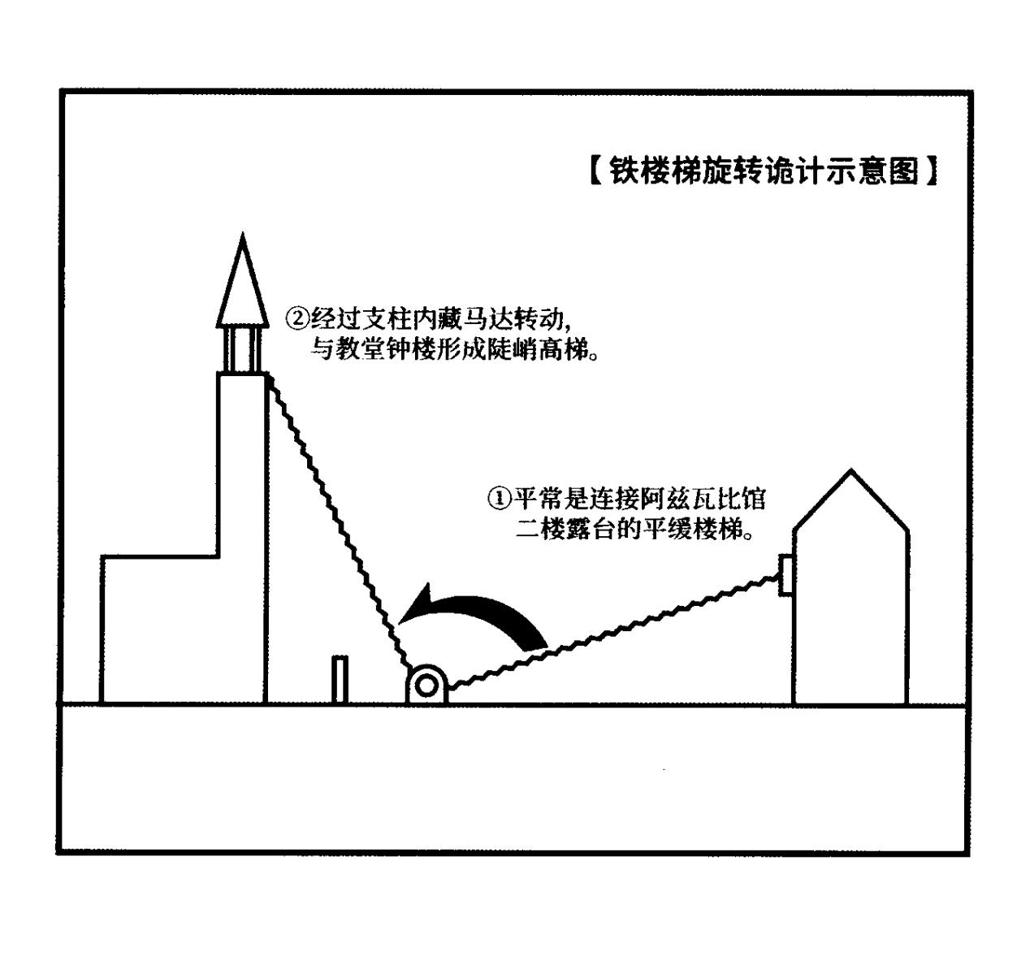 【铁楼梯旋转诡计示意图】
②经过支柱内藏马达转动,
与教堂钟楼形成陡峭高梯。
①平常是连接阿兹瓦比馆
二楼露台的平缓楼梯。